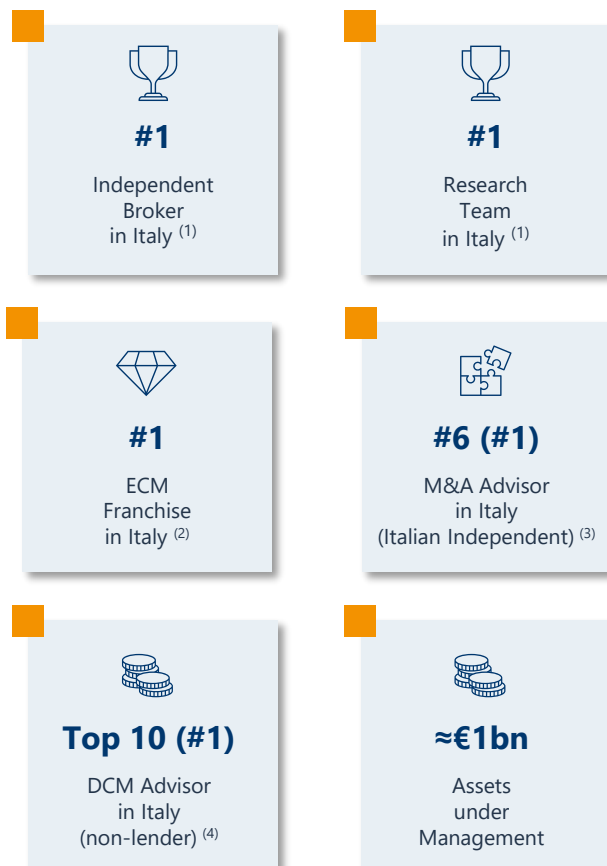 #1
Independent
Broker
in Italy (1)
#1
Research
Team
in Italy (1)
#1
ECM
Franchise
in Italy (2)
#6 (#1)
M&A Advisor
in Italy
(Italian Independent) (3)
Top 10 (#1)
DCM Advisor
in Italy
(non-lender) (4)
≈€1bn
Assets
under
Management